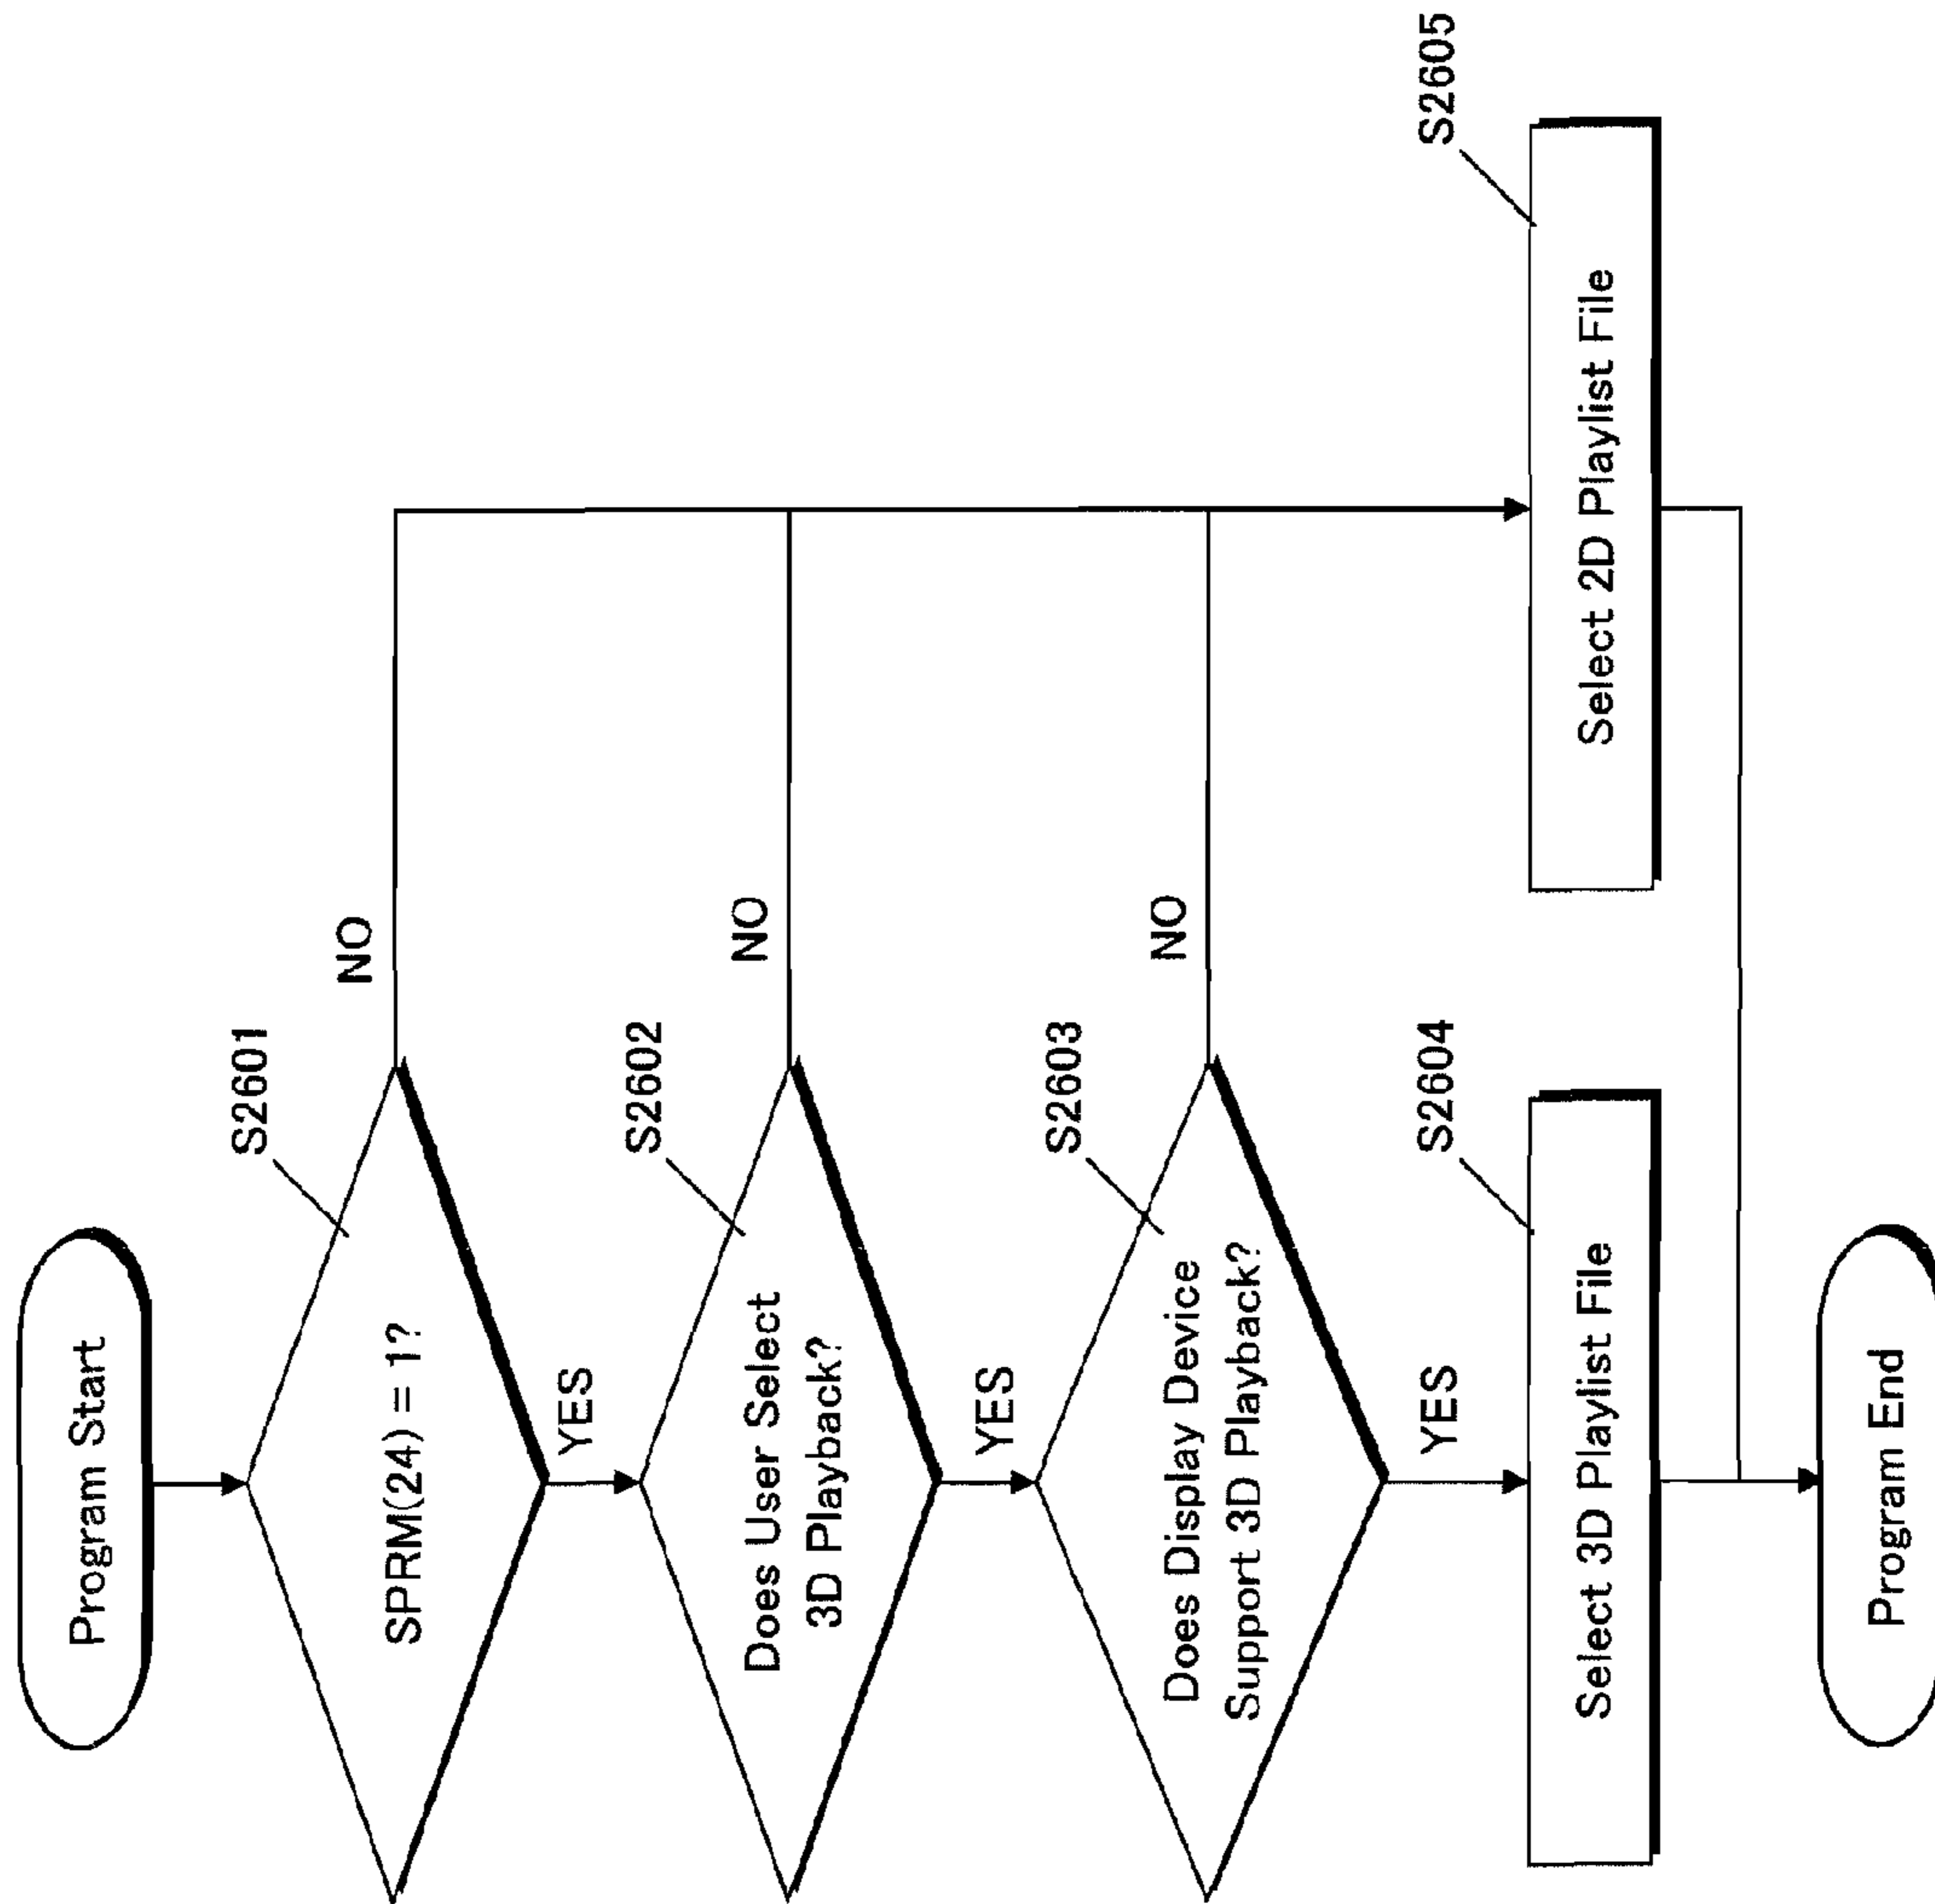 Program Start
S2601
SPRM(24) = 1?
NO
YES
S2602
Does User Select
3D Playback?
NO
YES
S2603
Does Display Device
Support 3D Playback?
NO
YES
S2604
Select 3D Playlist File
S2605
Select 2D Playlist File
Program End